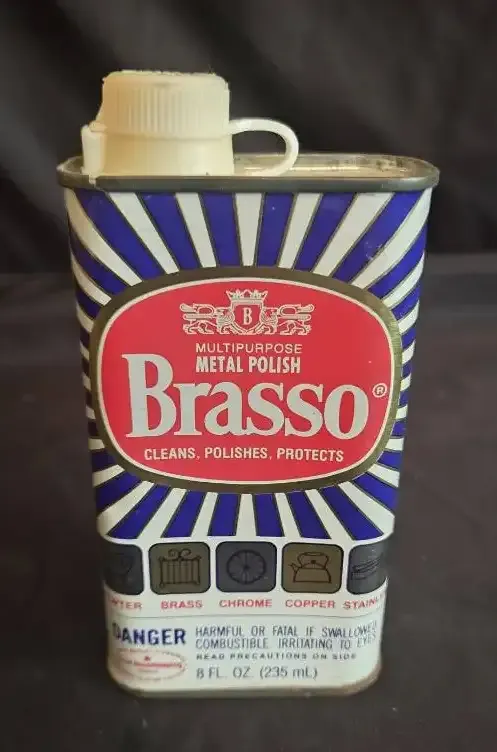 B
MULTIPURPOSE
METAL POLISH
Brasso®
CLEANS, POLISHES, PROTECTS
BRASS CHROME COPPER
DANGER HARMFUL OR FATAL IF SWALLOWED
COMBUSTIBLE IRRITATING TO EYES
READ PRECAUTIONS ON SIDE
8 FL. OZ. (235 mL)